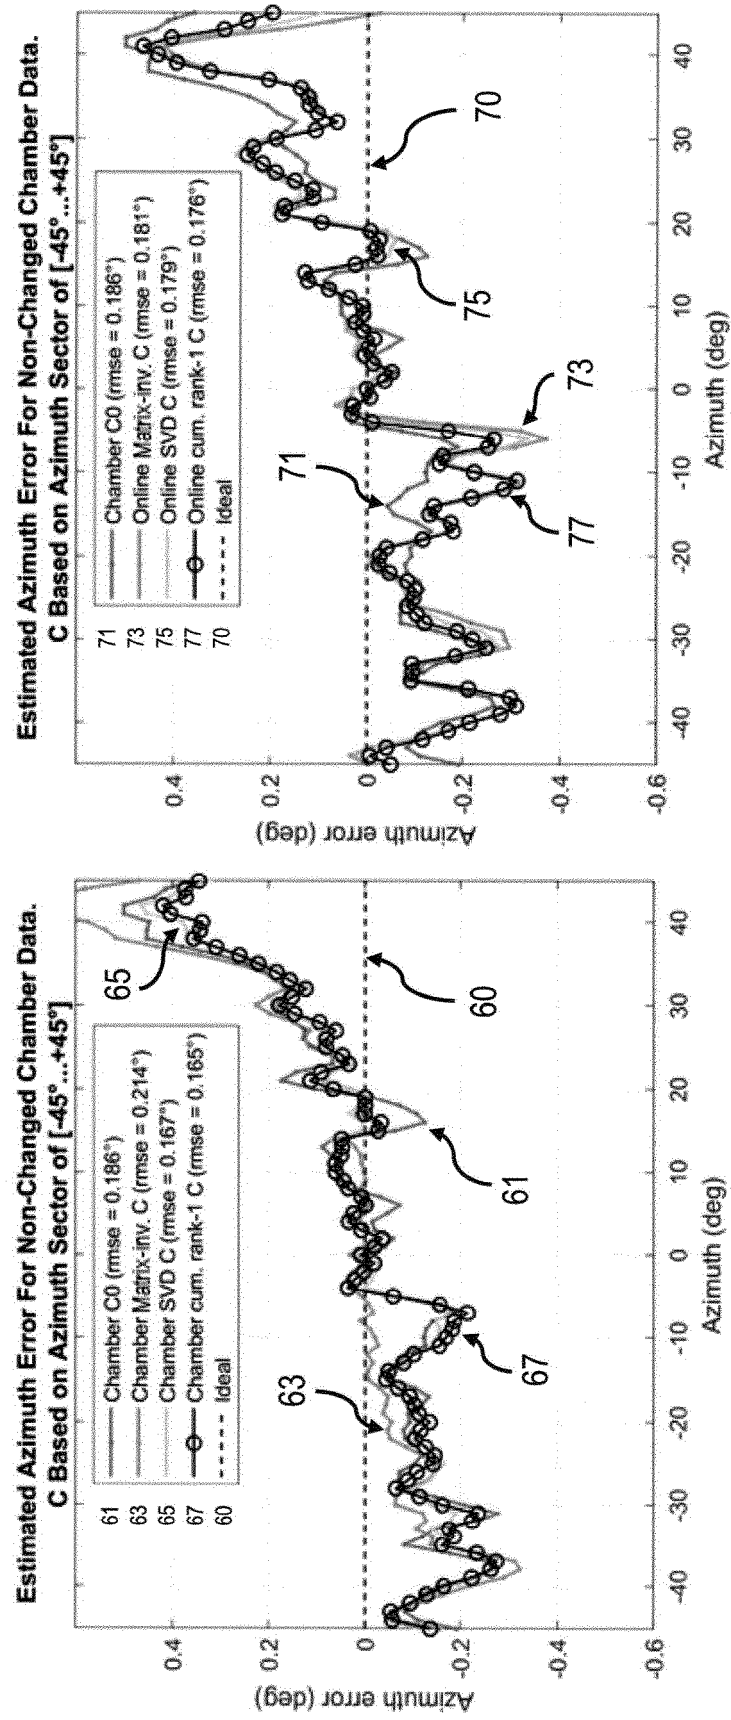 Estimated Azimuth Error For Non-Changed Chamber Data.
C Based on Azimuth Sector of [-45°...+45°]
61 Chamber C0 (rmse = 0.186°)
63 Chamber Matrix-inv. C (rmse = 0.214°)
65 Chamber SVD C (rmse = 0.167°)
67 Chamber cum. rank-1 C (rmse = 0.165°)
60 Ideal
65
63
60
61
67
0.4
0.2
0
-0.2
-0.4
-0.6
Azimuth error (deg)
-40 -30 -20 -10 0 10 20 30 40
Azimuth (deg)
Estimated Azimuth Error For Non-Changed Chamber Data.
C Based on Azimuth Sector of [-45°...+45°]
71 Chamber C0 (rmse = 0.186°)
73 Online Matrix-inv. C (rmse = 0.181°)
75 Online SVD C (rmse = 0.179°)
77 Online cum. rank-1 C (rmse = 0.176°)
70 Ideal
71
70
75
77
73
0.4
0.2
0
-0.2
-0.4
-0.6
Azimuth error (deg)
-40 -30 -20 -10 0 10 20 30 40
Azimuth (deg)